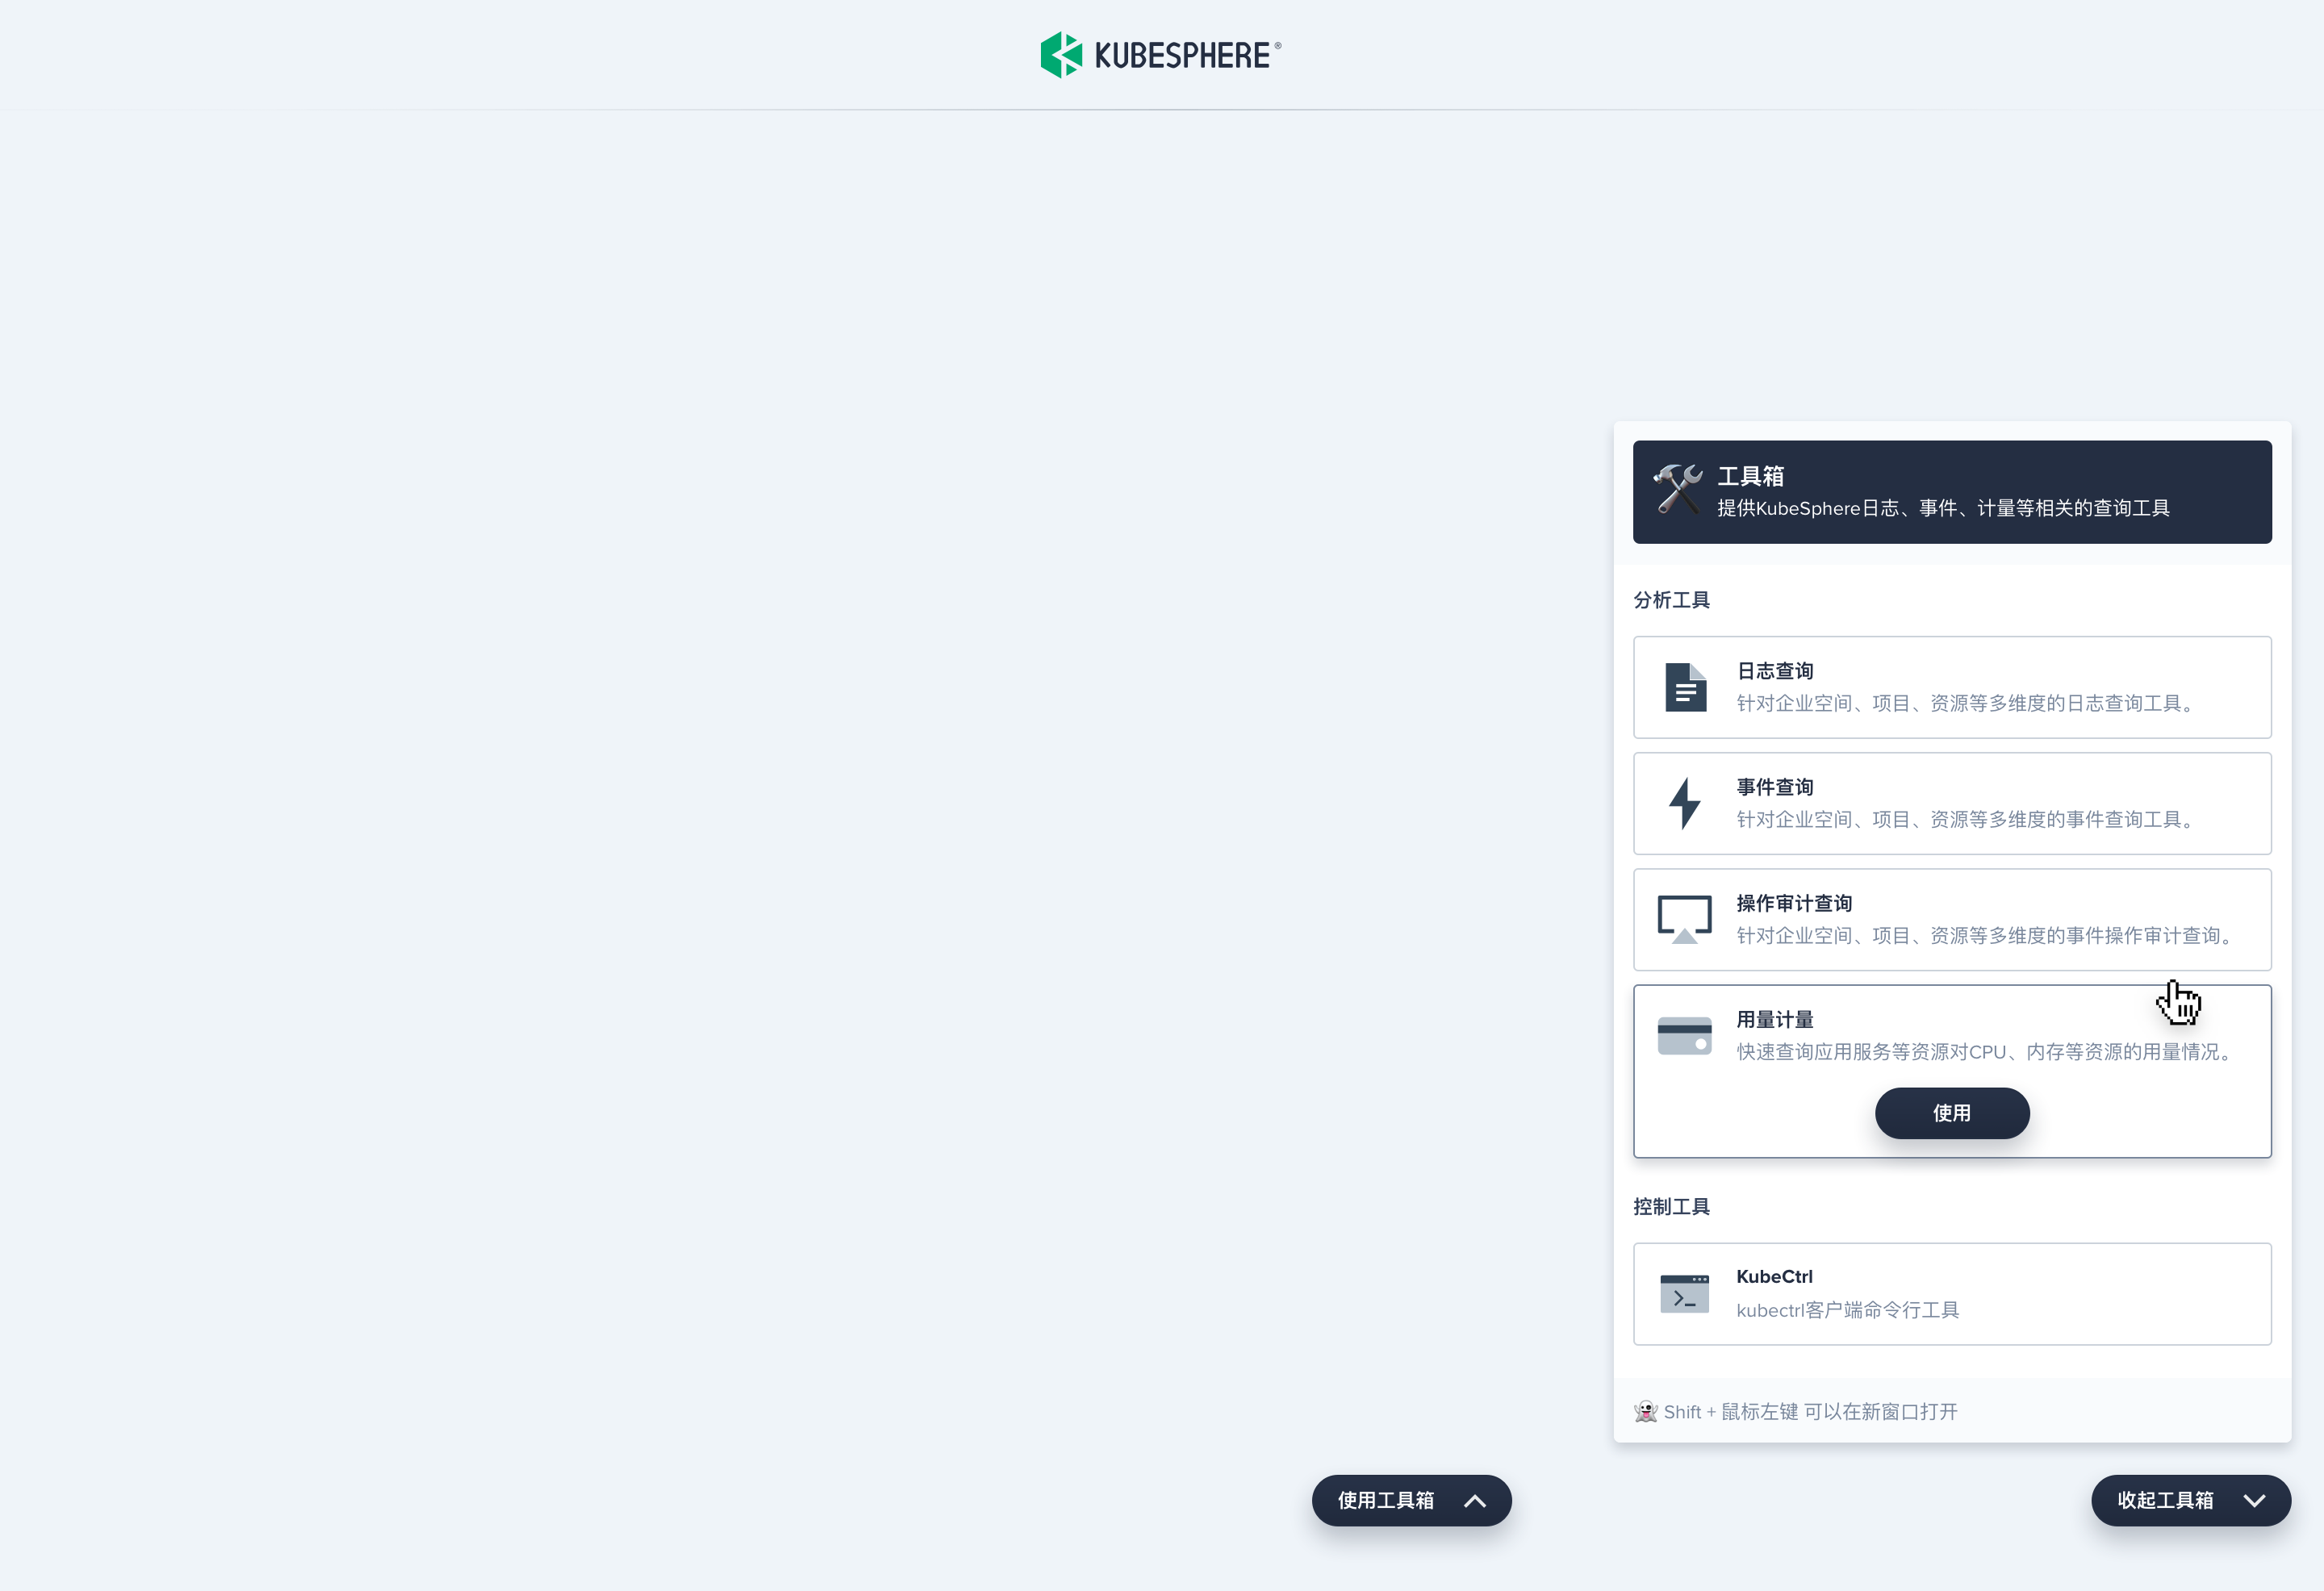 KUBESPHERE®
工具箱
提供KubeSphere日志、事件、计量等相关的查询工具
分析工具
日志查询
针对企业空间、项目、资源等多维度的日志查询工具。
事件查询
针对企业空间、项目、资源等多维度的事件查询工具。
操作审计查询
针对企业空间、项目、资源等多维度的事件操作审计查询。
用量计量
快速查询应用服务等资源对CPU、内存等资源的用量情况。
使用
控制工具
KubeCtrl
kubectrl客户端命令行工具
Shift + 鼠标左键 可以在新窗口打开
使用工具箱
收起工具箱